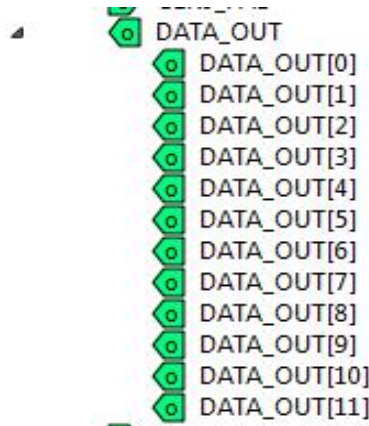 DATA_OUT
DATA_OUT[0]
DATA_OUT[1]
DATA_OUT[2]
DATA_OUT[3]
DATA_OUT[4]
DATA_OUT[5]
DATA_OUT[6]
DATA_OUT[7]
DATA_OUT[8]
DATA_OUT[9]
DATA_OUT[10]
DATA_OUT[11]